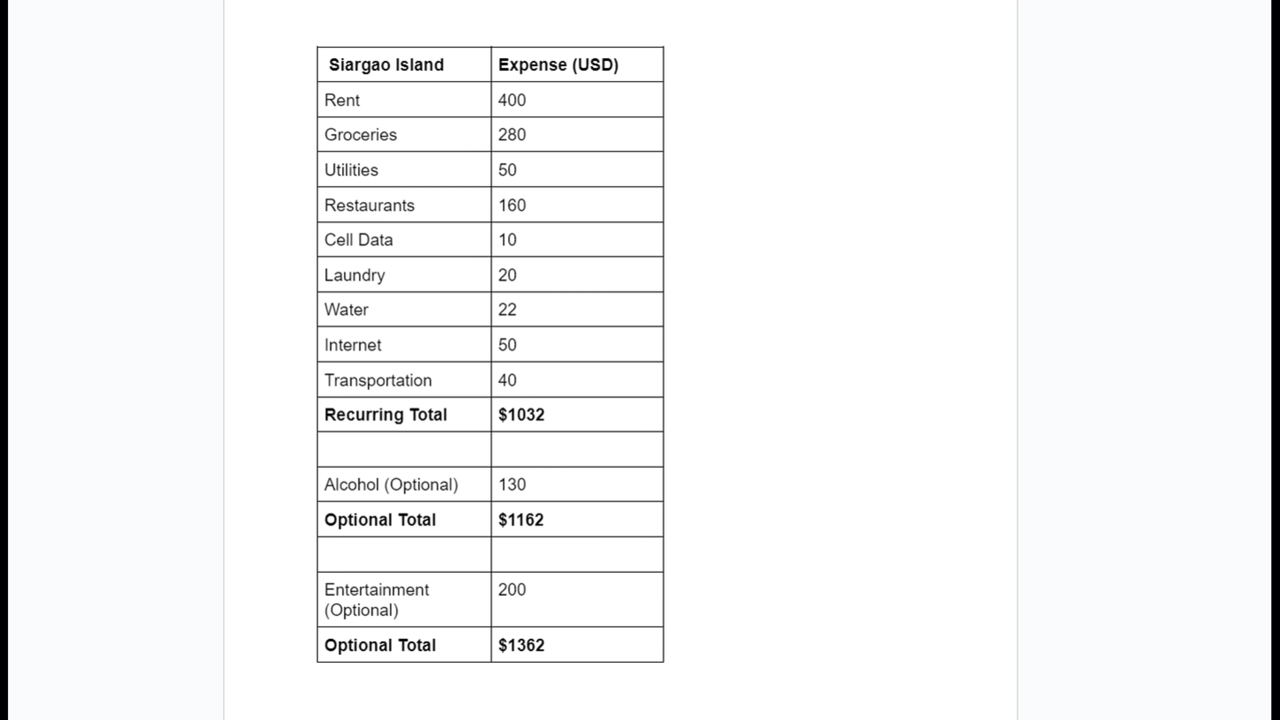 Siargao Island Expense (USD)
Rent 400
Groceries 280
Utilities 50
Restaurants 160
Cell Data 10
Laundry 20
Water 22
Internet 50
Transportation 40
Recurring Total $1032
Alcohol (Optional) 130
Optional Total $1162
Entertainment 200
(Optional)
Optional Total $1362